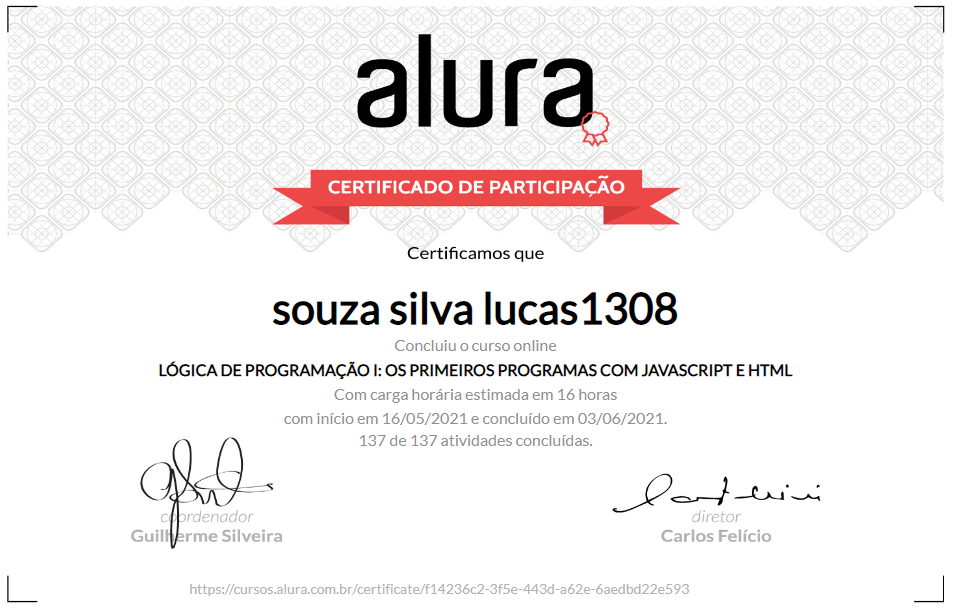 alura
CERTIFICADO DE PARTICIPAÇÃO
Certificamos que
souza silva lucas1308
Concluiu o curso online
LÓGICA DE PROGRAMAÇÃO I: OS PRIMEIROS PROGRAMAS COM JAVASCRIPT E HTML
Com carga horária estimada em 16 horas
com início em 16/05/2021 e concluído em 03/06/2021.
137 de 137 atividades concluídas.
coordenador
Guilherme Silveira
diretor
Carlos Felício
https://cursos.alura.com.br/certificate/f14236c2-3f5e-443d-a62e-6aedbd22e593